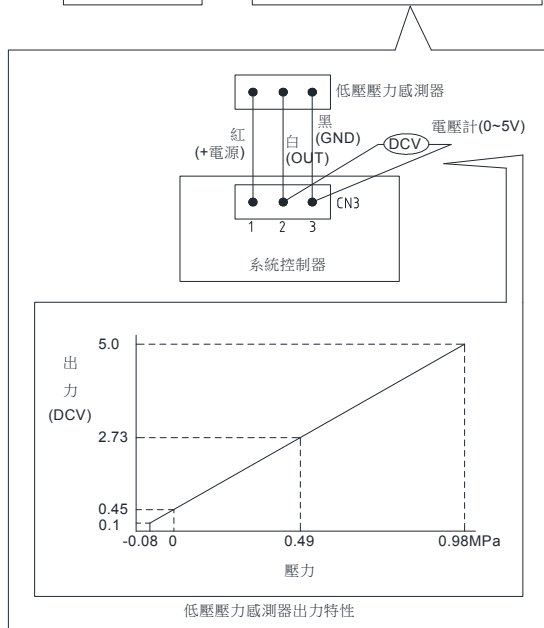 低壓壓力感測器
紅
(+電源)
白
(OUT)
黑
(GND)
電壓計(0~5V)
DCV
CN3
1 2 3
系統控制器
出
力
(DCV)
5.0
2.73
0.45
0.1
-0.08 0 0.49 0.98MPa
壓力
低壓壓力感測器出力特性